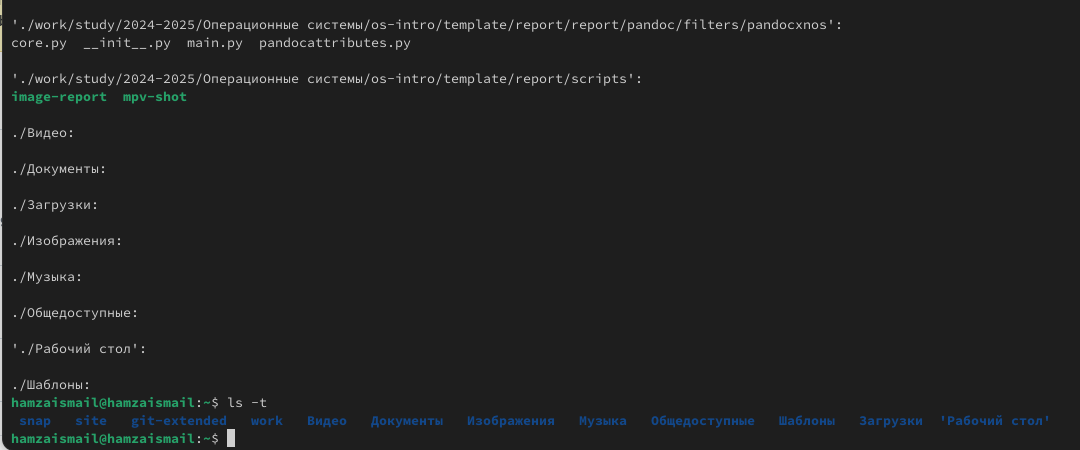 './work/study/2024-2025/Операционные системы/os-intro/template/report/report/pandoc/filters/pandocxnos':
core.py  __init__.py  main.py  pandocattributes.py
'./work/study/2024-2025/Операционные системы/os-intro/template/report/scripts':
image-report  mpv-shot
./Видео:
./Документы:
./Загрузки:
./Изображения:
./Музыка:
./Общедоступные:
'./Рабочий стол':
./Шаблоны:
hamzaismail@hamzaismail:~$ ls -t
snap   site   git-extended   work   Видео   Документы   Изображения   Музыка   Общедоступные   Шаблоны   Загрузки  'Рабочий стол'
hamzaismail@hamzaismail:~$